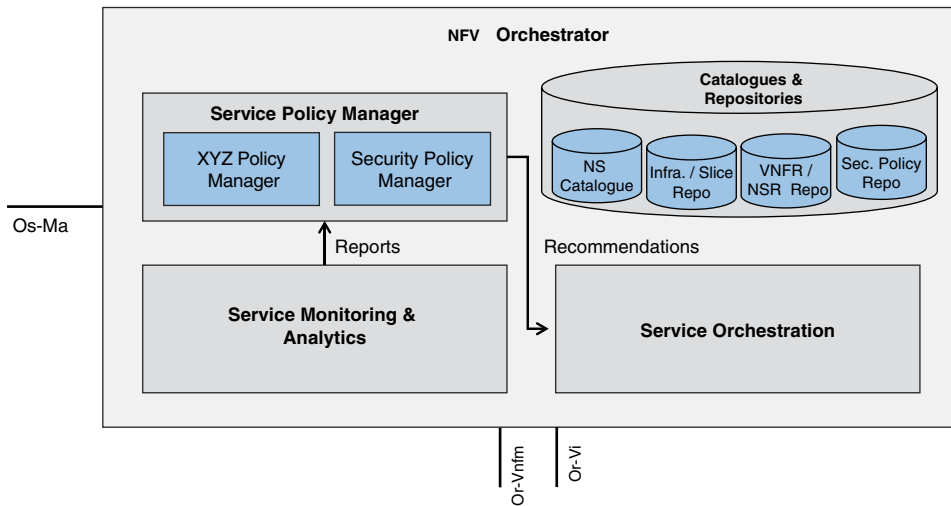 NFV Orchestrator
Service Policy Manager
XYZ Policy
Manager
Security Policy
Manager
Catalogues &
Repositories
NS
Catalogue
Infra. / Slice
Repo
VNFR /
NSR Repo
Sec. Policy
Repo
Os-Ma
Reports
Recommendations
Service Monitoring &
Analytics
Service Orchestration
Or-Vnfm
Or-Vi